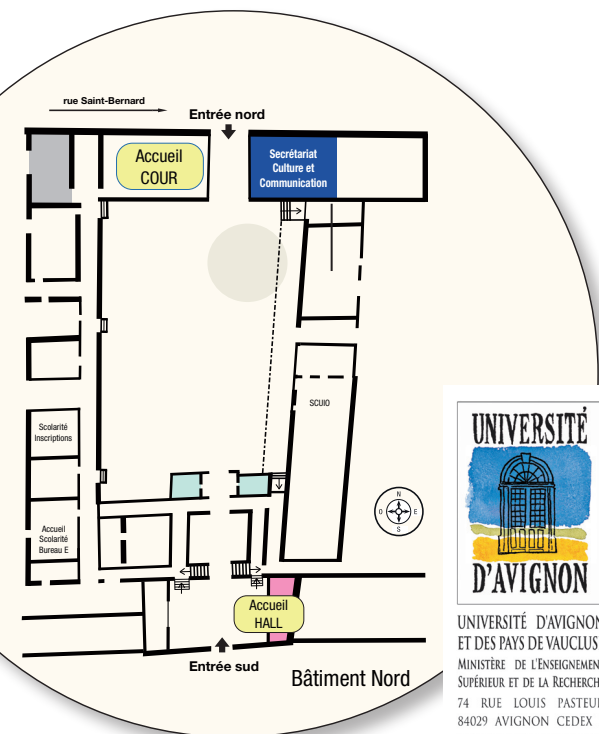 rue Saint-Bernard
Entrée nord
Accueil
COUR
Secrétariat
Culture et
Communication
SCUIO
Scolarité
Inscriptions
Accueil
Scolarité
Bureau E
N
O
E
S
Accueil
HALL
Entrée sud
Bâtiment Nord
UNIVERSITÉ
D'AVIGNON
UNIVERSITÉ D'AVIGNON
ET DES PAYS DE VAUCLUS
MINISTÈRE DE L'ENSEIGNEMEN
SUPÉRIEUR ET DE LA RECHERCH
74 RUE LOUIS PASTEUR
84029 AVIGNON CEDEX